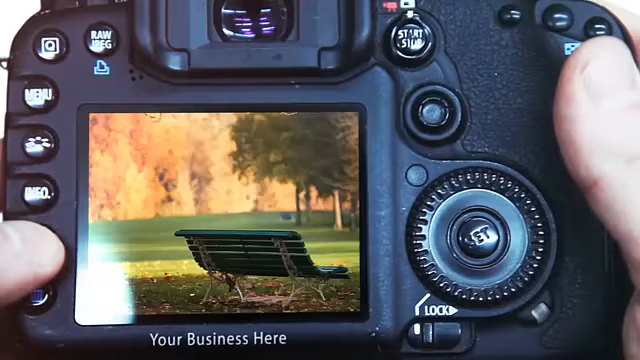 Q
RAW
JPEG
START
STOP
MENU
INFO.
SET
LOCK▶
Your Business Here